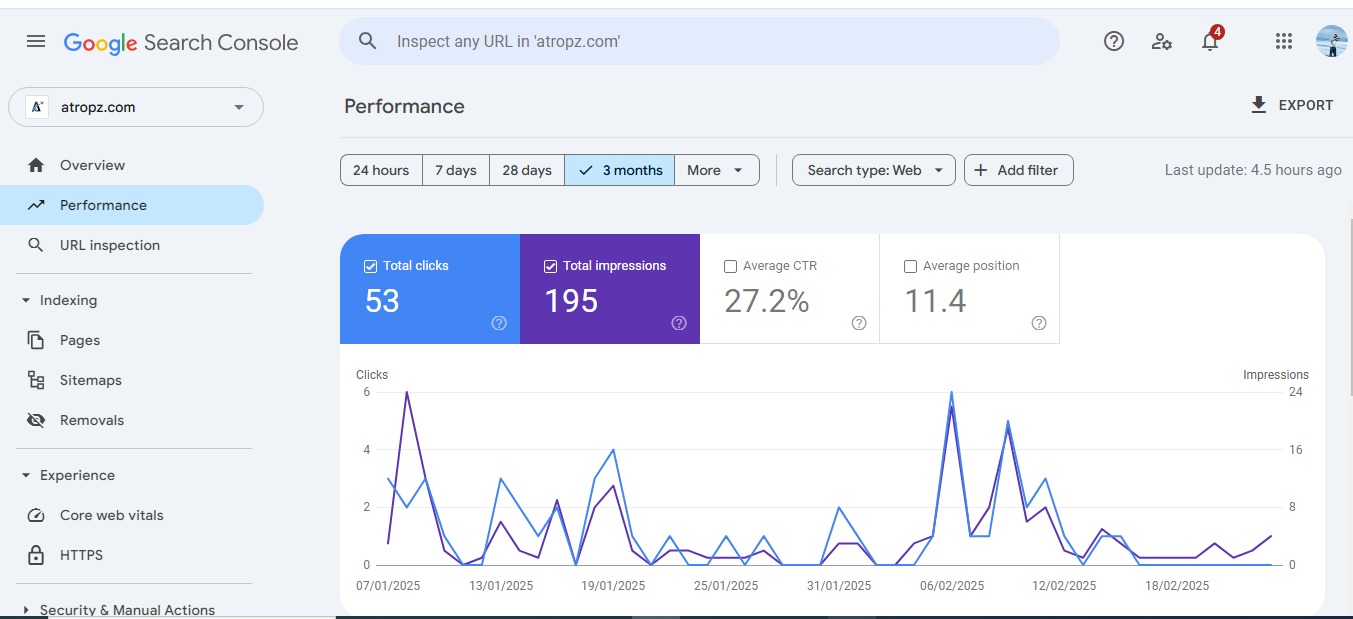 Google Search Console
Inspect any URL in 'atropz.com'
4
atropz.com
Performance
EXPORT
24 hours
7 days
28 days
3 months
More
Search type: Web
Add filter
Last update: 4.5 hours ago
Overview
Performance
URL inspection
Indexing
Pages
Sitemaps
Removals
Experience
Core web vitals
HTTPS
Security & Manual Actions
Total clicks
53
Total impressions
195
Average CTR
27.2%
Average position
11.4
Clicks
Impressions
6
24
4
16
2
8
0
0
07/01/2025
13/01/2025
19/01/2025
25/01/2025
31/01/2025
06/02/2025
12/02/2025
18/02/2025